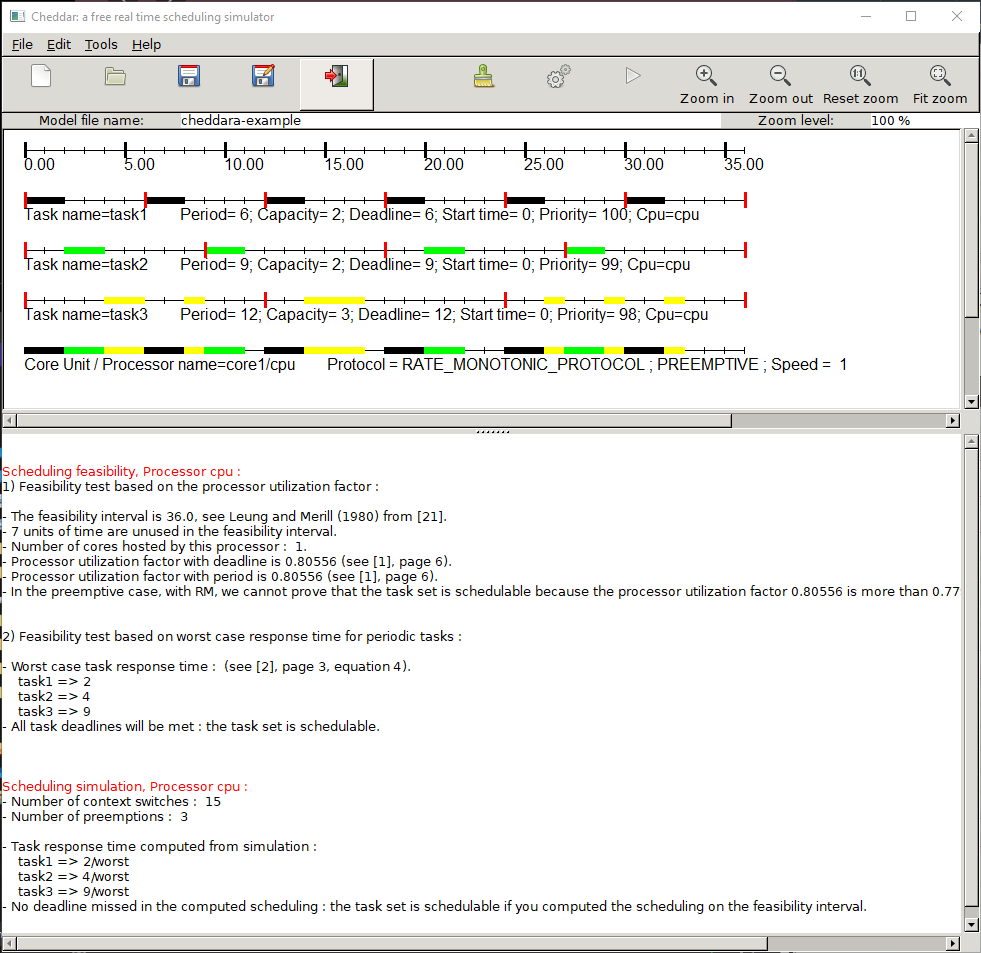 Cheddar: a free real time scheduling simulator
File Edit Tools Help
Zoom in Zoom out Reset zoom Fit zoom
Model file name: cheddara-example Zoom level: 100 %
0.00 5.00 10.00 15.00 20.00 25.00 30.00 35.00
Task name=task1 Period= 6; Capacity= 2; Deadline= 6; Start time= 0; Priority= 100; Cpu=cpu
Task name=task2 Period= 9; Capacity= 2; Deadline= 9; Start time= 0; Priority= 99; Cpu=cpu
Task name=task3 Period= 12; Capacity= 3; Deadline= 12; Start time= 0; Priority= 98; Cpu=cpu
Core Unit / Processor name=core1/cpu Protocol = RATE_MONOTONIC_PROTOCOL ; PREEMPTIVE ; Speed = 1
Scheduling feasibility, Processor cpu :
1) Feasibility test based on the processor utilization factor :
- The feasibility interval is 36.0, see Leung and Merill (1980) from [21].
- 7 units of time are unused in the feasibility interval.
- Number of cores hosted by this processor : 1.
- Processor utilization factor with deadline is 0.80556 (see [1], page 6).
- Processor utilization factor with period is 0.80556 (see [1], page 6).
- In the preemptive case, with RM, we cannot prove that the task set is schedulable because the processor utilization factor 0.80556 is more than 0.77
2) Feasibility test based on worst case response time for periodic tasks :
- Worst case task response time : (see [2], page 3, equation 4).
task1 => 2
task2 => 4
task3 => 9
- All task deadlines will be met : the task set is schedulable.
Scheduling simulation, Processor cpu :
- Number of context switches : 15
- Number of preemptions : 3
- Task response time computed from simulation :
task1 => 2/worst
task2 => 4/worst
task3 => 9/worst
- No deadline missed in the computed scheduling : the task set is schedulable if you computed the scheduling on the feasibility interval.